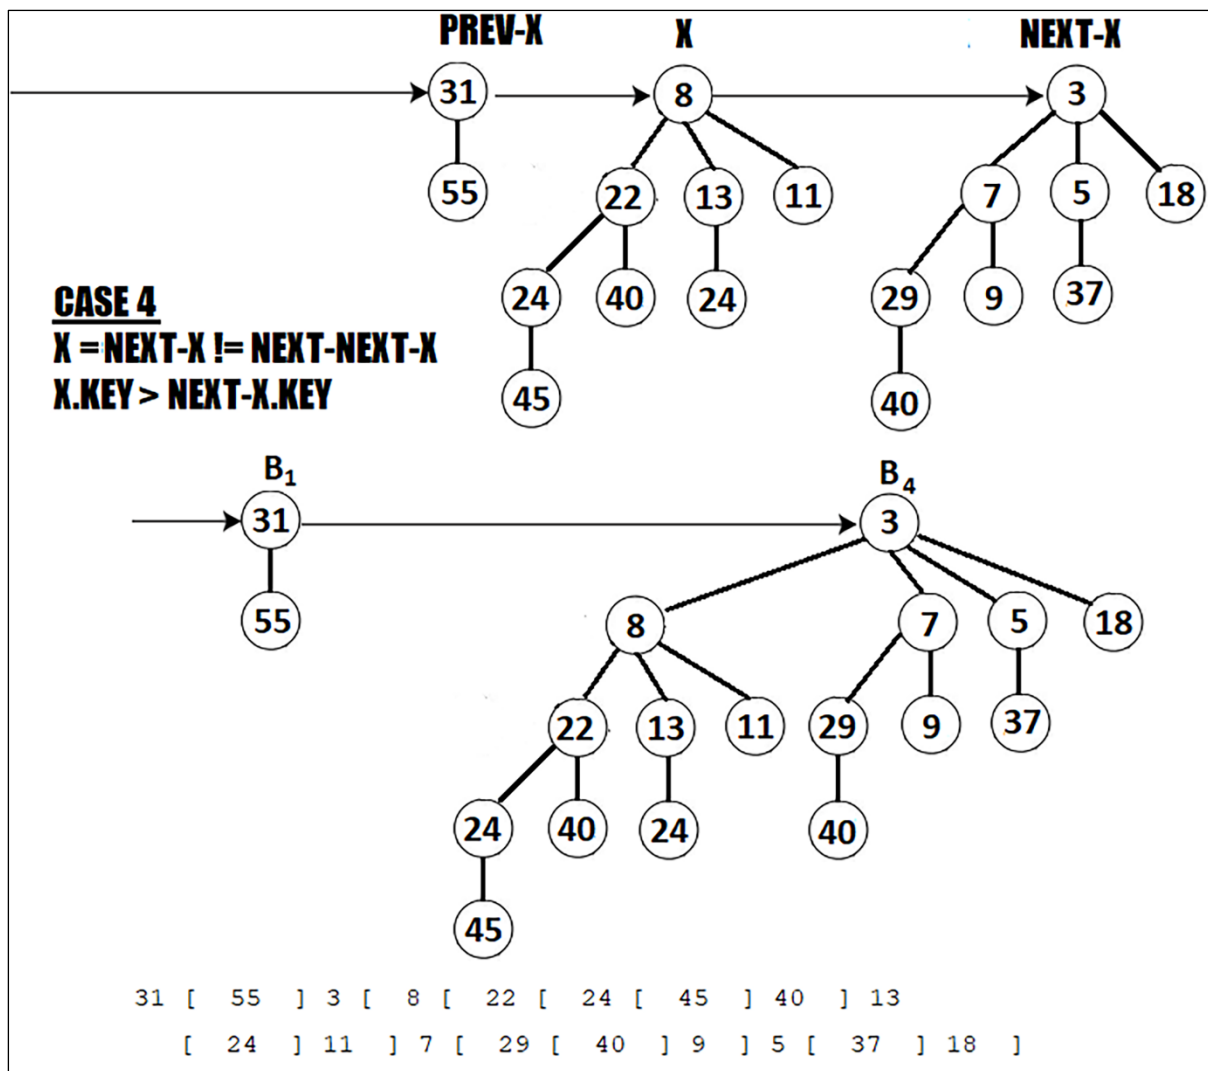 PREV-X X NEXT-X
31 8 3
55 22 13 11 7 5 18
24 40 24 29 9 37
CASE 4
X =NEXT-X != NEXT-NEXT-X
X.KEY > NEXT-X.KEY
45 40
B1 B4
31 3
55 8 7 5 18
22 13 11 29 9 37
24 40 24 40
45
31 [ 55 ] 3 [ 8 [ 22 [ 24 [ 45 ] 40 ] 13
[ 24 ] 11 ] 7 [ 29 [ 40 ] 9 ] 5 [ 37 ] 18 ]